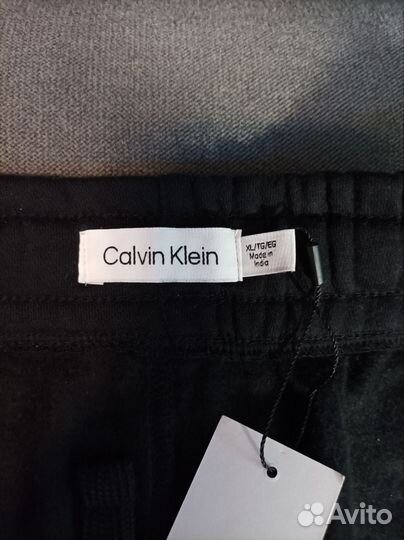 Calvin Klein
XL/TG/EG
Made in
India
Avito